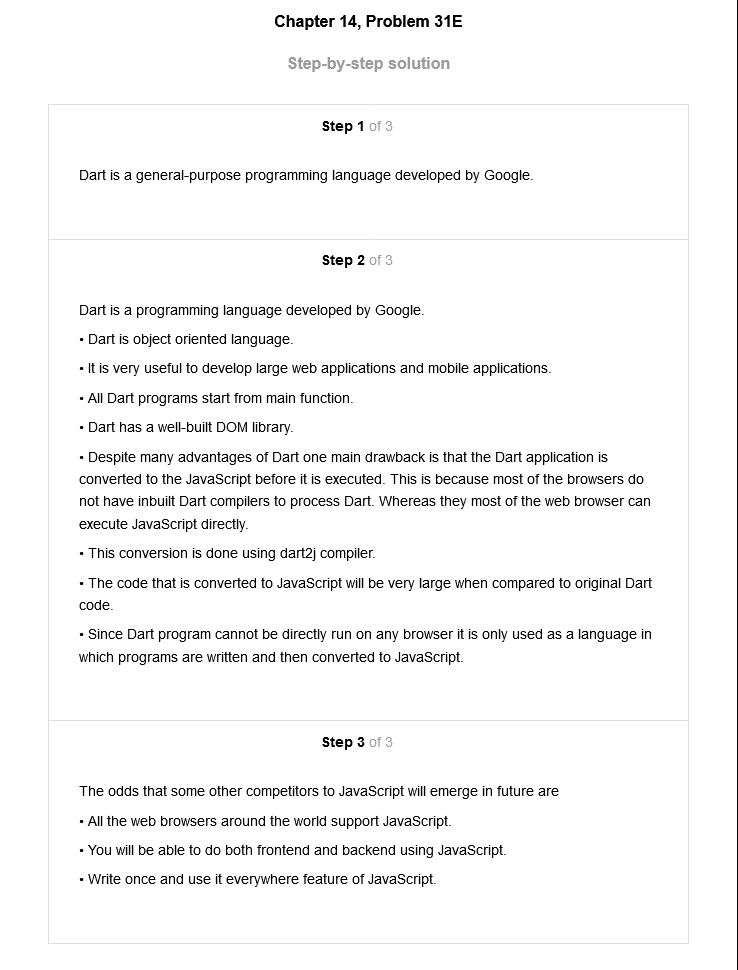 Chapter 14, Problem 31E
Step-by-step solution
Step 1 of 3
Dart is a general-purpose programming language developed by Google.
Step 2 of 3
Dart is a programming language developed by Google.
• Dart is object oriented language.
• It is very useful to develop large web applications and mobile applications.
• All Dart programs start from main function.
• Dart has a well-built DOM library.
• Despite many advantages of Dart one main drawback is that the Dart application is
converted to the JavaScript before it is executed. This is because most of the browsers do
not have inbuilt Dart compilers to process Dart. Whereas they most of the web browser can
execute JavaScript directly.
• This conversion is done using dart2j compiler.
• The code that is converted to JavaScript will be very large when compared to original Dart
code.
• Since Dart program cannot be directly run on any browser it is only used as a language in
which programs are written and then converted to JavaScript.
Step 3 of 3
The odds that some other competitors to JavaScript will emerge in future are
• All the web browsers around the world support JavaScript.
• You will be able to do both frontend and backend using JavaScript.
• Write once and use it everywhere feature of JavaScript.